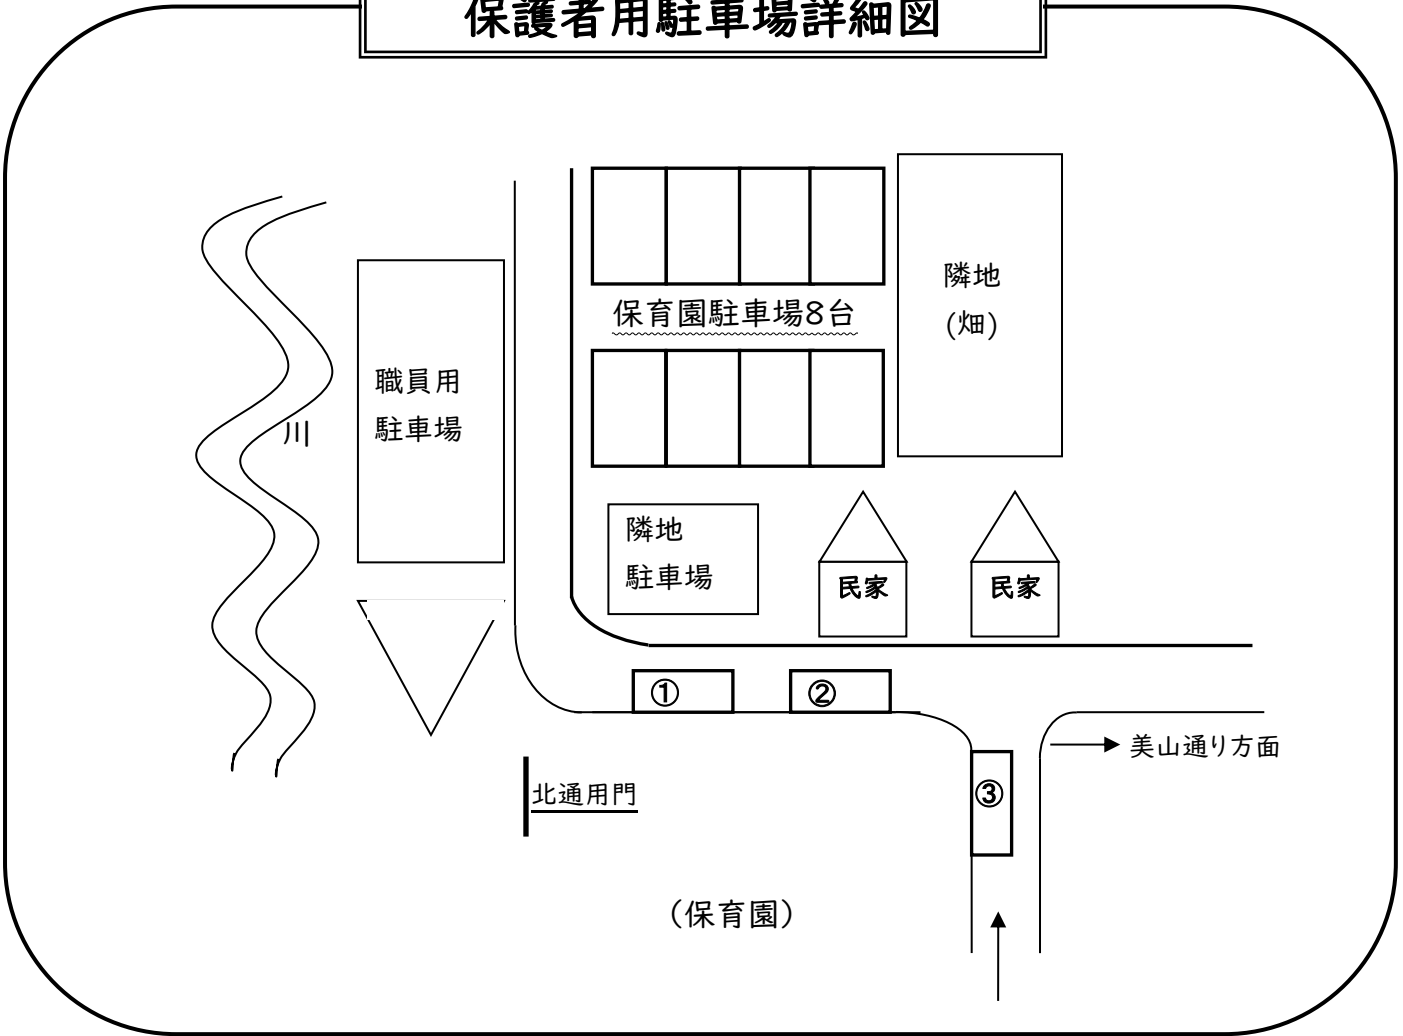 保護者用駐車場詳細図
保育園駐車場8台
隣地
(畑)
職員用
駐車場
川
隣地
駐車場
民家
民家
①
②
美山通り方面
③
北通用門
(保育園)